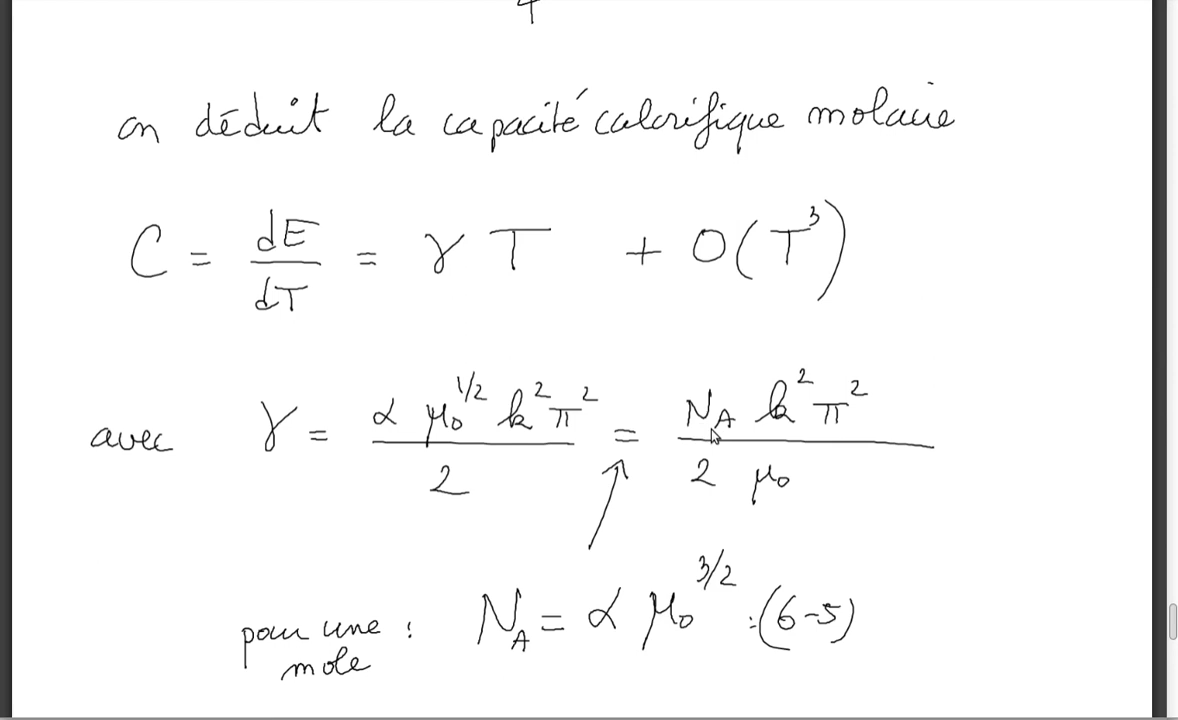 on déduit la capacité calorifique molaire
C = dE/dT = γ T + O(T³)
avec γ = α μ₀^1/2 k² π² / 2 = N_A k² π² / 2 μ₀
pour une mole : N_A = α μ₀^3/2 : (6-5)